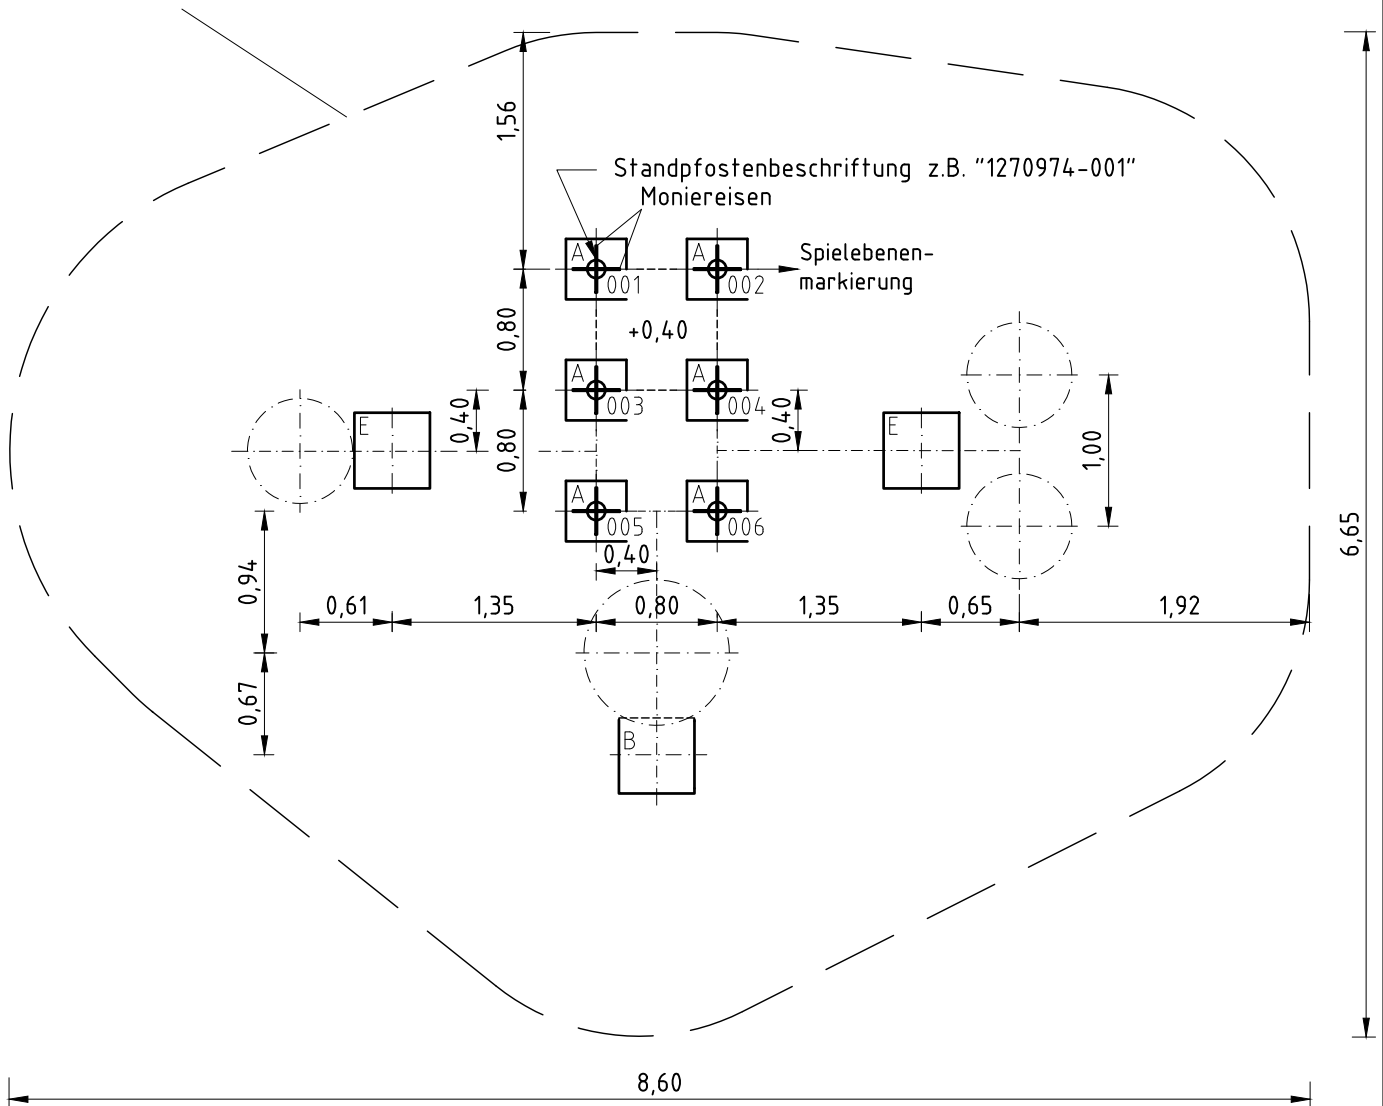 1,56
Standpfostenbeschriftung z.B. "1270974-001"
Moniereisen
A
A
Spielebenen-
markierung
001
002
0,80
+0,40
A
A
003
004
0,40
0,80
0,40
E
E
1,00
A
A
005
006
6,65
0,40
0,94
0,61
1,35
0,80
1,35
0,65
1,92
0,67
B
8,60